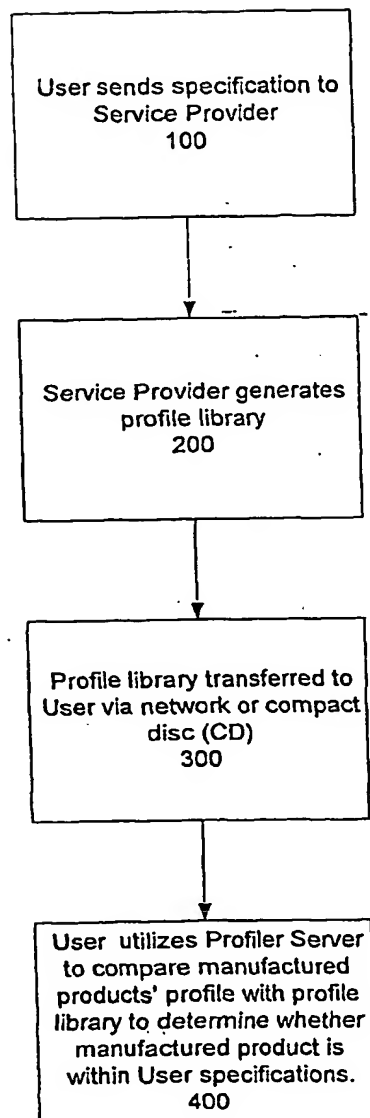 User sends specification to
Service Provider
100
Service Provider generates
profile library
200
Profile library transferred to
User via network or compact
disc (CD)
300
User utilizes Profiler Server
to compare manufactured
products' profile with profile
library to determine whether
manufactured product is
within User specifications.
400